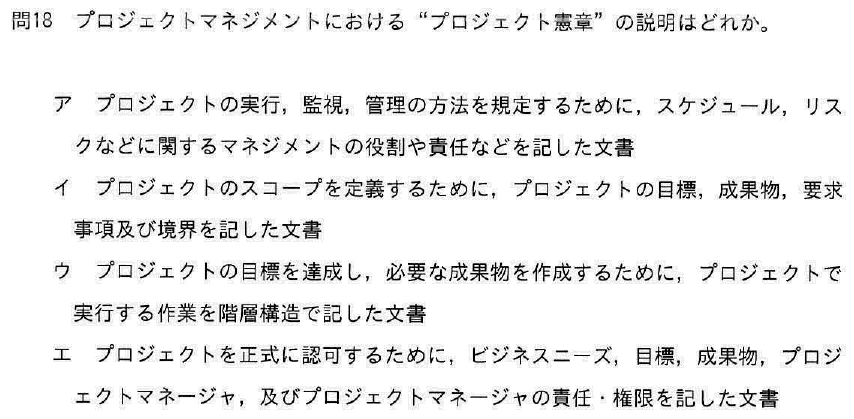 問18 プロジェクトマネジメントにおける“プロジェクト憲章”の説明はどれか。
ア プロジェクトの実行，監視，管理の方法を規定するために，スケジュール，リス
クなどに関するマネジメントの役割や責任などを記した文書
イ プロジェクトのスコープを定義するために，プロジェクトの目標，成果物，要求
事項及び境界を記した文書
ウ プロジェクトの目標を達成し，必要な成果物を作成するために，プロジェクトで
実行する作業を階層構造で記した文書
エ プロジェクトを正式に認可するために，ビジネスニーズ，目標，成果物，プロジ
ェクトマネージャ，及びプロジェクトマネージャの責任・権限を記した文書